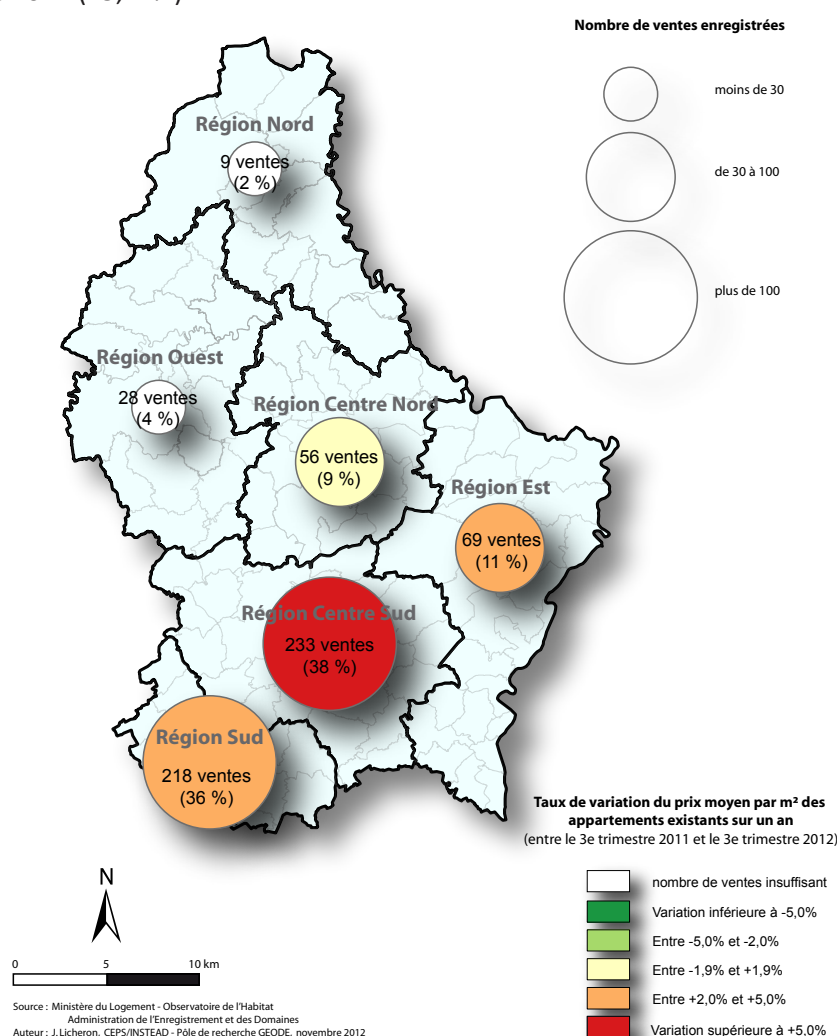 Nombre de ventes enregistrées
moins de 30
de 30 à 100
plus de 100
Région Nord
9 ventes
(2 %)
Région Ouest
28 ventes
(4 %)
Région Centre Nord
56 ventes
(9 %)
Région Est
69 ventes
(11 %)
Région Centre Sud
233 ventes
(38 %)
Région Sud
218 ventes
(36 %)
Taux de variation du prix moyen par m² des
appartements existants sur un an
(entre le 3e trimestre 2011 et le 3e trimestre 2012)
nombre de ventes insuffisant
Variation inférieure à -5,0%
Entre -5,0% et -2,0%
Entre -1,9% et +1,9%
Entre +2,0% et +5,0%
Variation supérieure à +5,0%
N
0 5 10 km
Source : Ministère du Logement - Observatoire de l'Habitat
Administration de l'Enregistrement et des Domaines
Auteur : J. Licheron, CEPS/INSTEAD - Pôle de recherche GEODE, novembre 2012